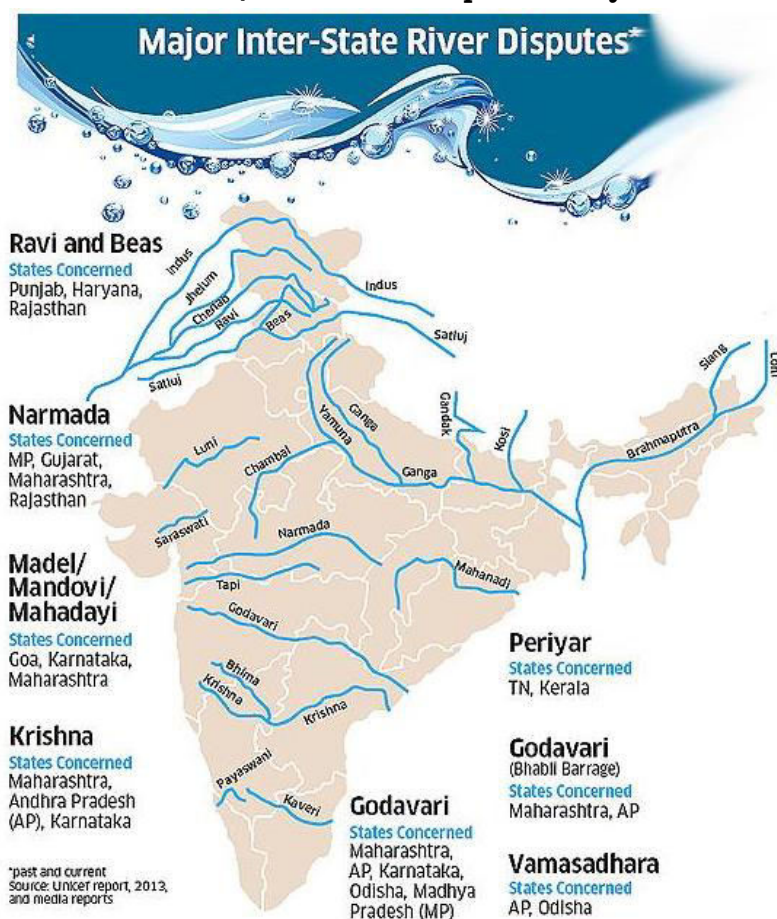 Major Inter-State River Disputes*
Ravi and Beas
States Concerned
Punjab, Haryana,
Rajasthan
Narmada
States Concerned
MP, Gujarat,
Maharashtra,
Rajasthan
Madel/
Mandovi/
Mahadayi
States Concerned
Goa, Karnataka,
Maharashtra
Krishna
States Concerned
Maharashtra,
Andhra Pradesh
(AP), Karnataka
*past and current
Source: Unicef report, 2013,
and media reports
Indus
Jhelum
Chenab
Ravi
Beas
Satluj
Indus
Satluj
Luni
Chambal
Yamuna
Ganga
Gandak
Kosi
Ganga
Siang
Brahmaputra
Saraswati
Narmada
Tapi
Mahanadi
Godavari
Bhima
Krishna
Krishna
Payaswani
Kaveri
Godavari
States Concerned
Maharashtra,
AP, Karnataka,
Odisha, Madhya
Pradesh (MP)
Periyar
States Concerned
TN, Kerala
Godavari
(Bhabli Barrage)
States Concerned
Maharashtra, AP
Vamasadhara
States Concerned
AP, Odisha